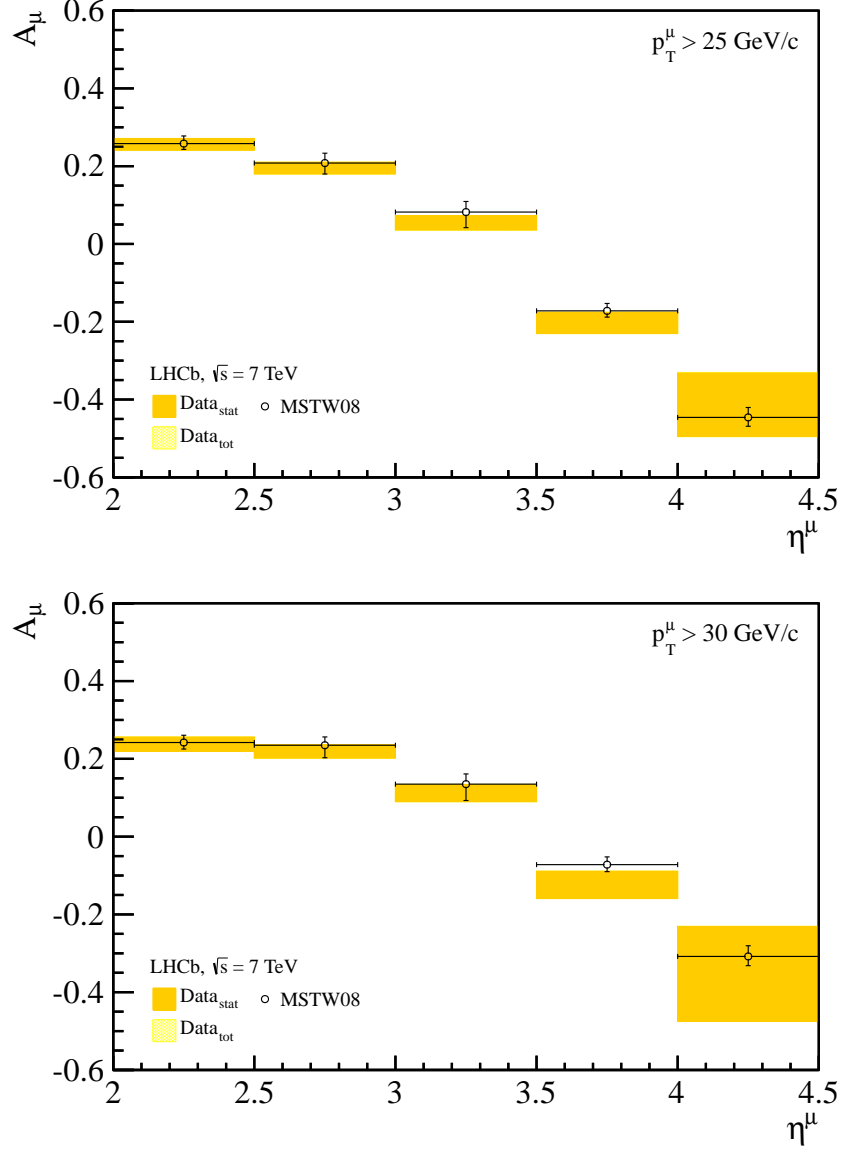 A_μ
p_T^μ > 25 GeV/c
0.6
0.4
0.2
0
-0.2
-0.4
-0.6
LHCb, √s = 7 TeV
Data_stat MSTW08
Data_tot
2 2.5 3 3.5 4 4.5
η^μ
A_μ
p_T^μ > 30 GeV/c
0.6
0.4
0.2
0
-0.2
-0.4
-0.6
LHCb, √s = 7 TeV
Data_stat MSTW08
Data_tot
2 2.5 3 3.5 4 4.5
η^μ